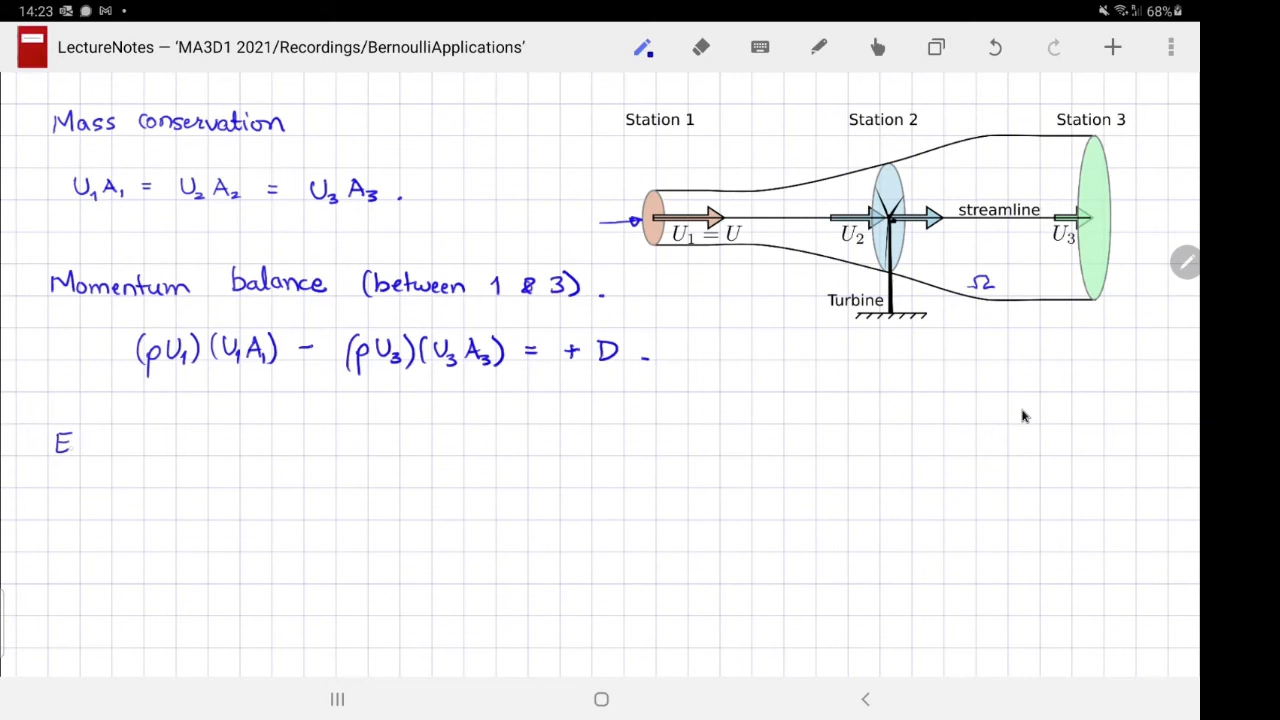 14:23
68%
LectureNotes — ‘MA3D1 2021/Recordings/BernoulliApplications’
Mass conservation
U₁A₁ = U₂A₂ = U₃A₃.
Momentum balance (between 1 & 3).
(ρU₁)(U₁A₁) - (ρU₃)(U₃A₃) = + D.
E
Station 1
Station 2
Station 3
U₁ = U
U₂
streamline
U₃
Ω
Turbine